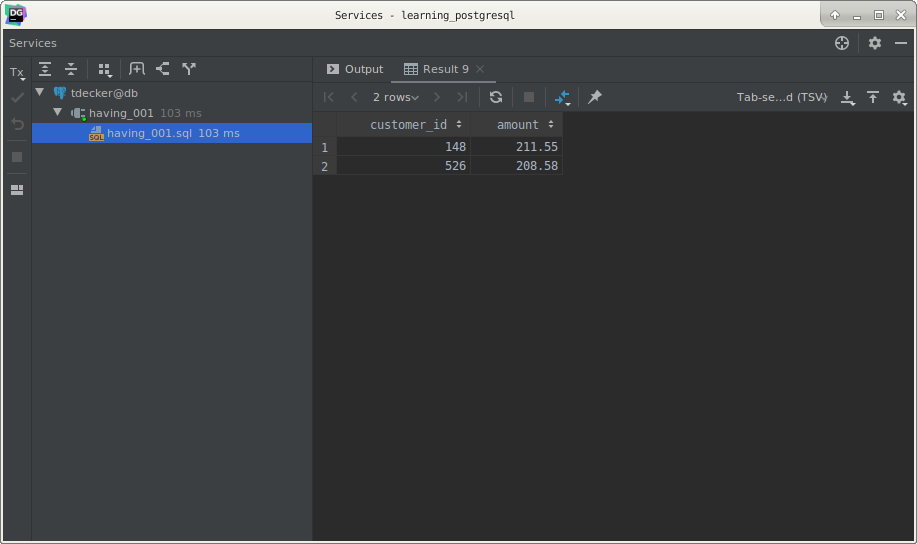 DG
Services - learning_postgresql
Services
Tx
Output
Result 9
tdecker@db
2 rows
Tab-se...d (TSV)
having_001 103 ms
customer_id amount
SQL having_001.sql 103 ms
1 148 211.55
2 526 208.58